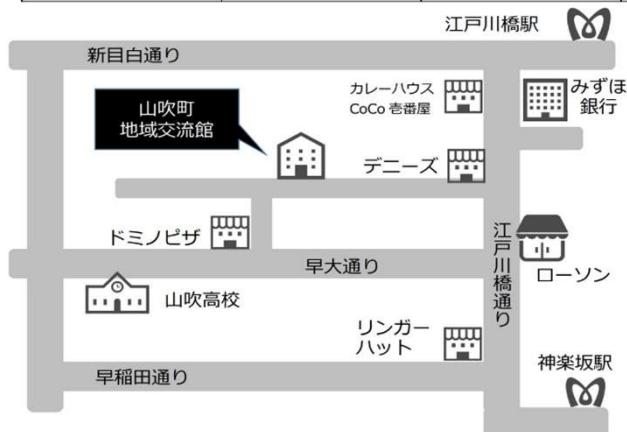 江戸川橋駅
新目白通り
カレーハウス
CoCo 壱番屋
みずほ
銀行
山吹町
地域交流館
デニーズ
ドミノピザ
早大通り
江戸川橋通り
ローソン
山吹高校
リンガー
ハット
神楽坂駅
早稲田通り